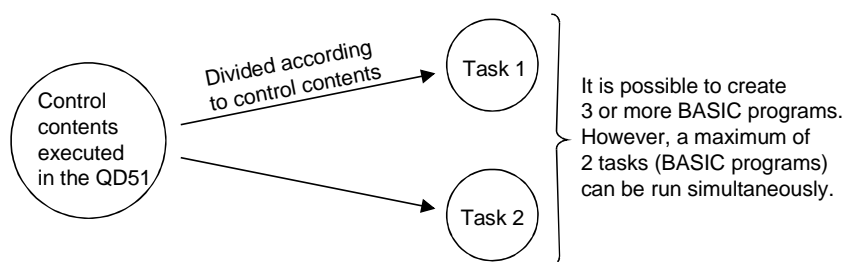 Control
contents
executed
in the QD51
Divided according
to control contents
Task 1
Task 2
It is possible to create
3 or more BASIC programs.
However, a maximum of
2 tasks (BASIC programs)
can be run simultaneously.